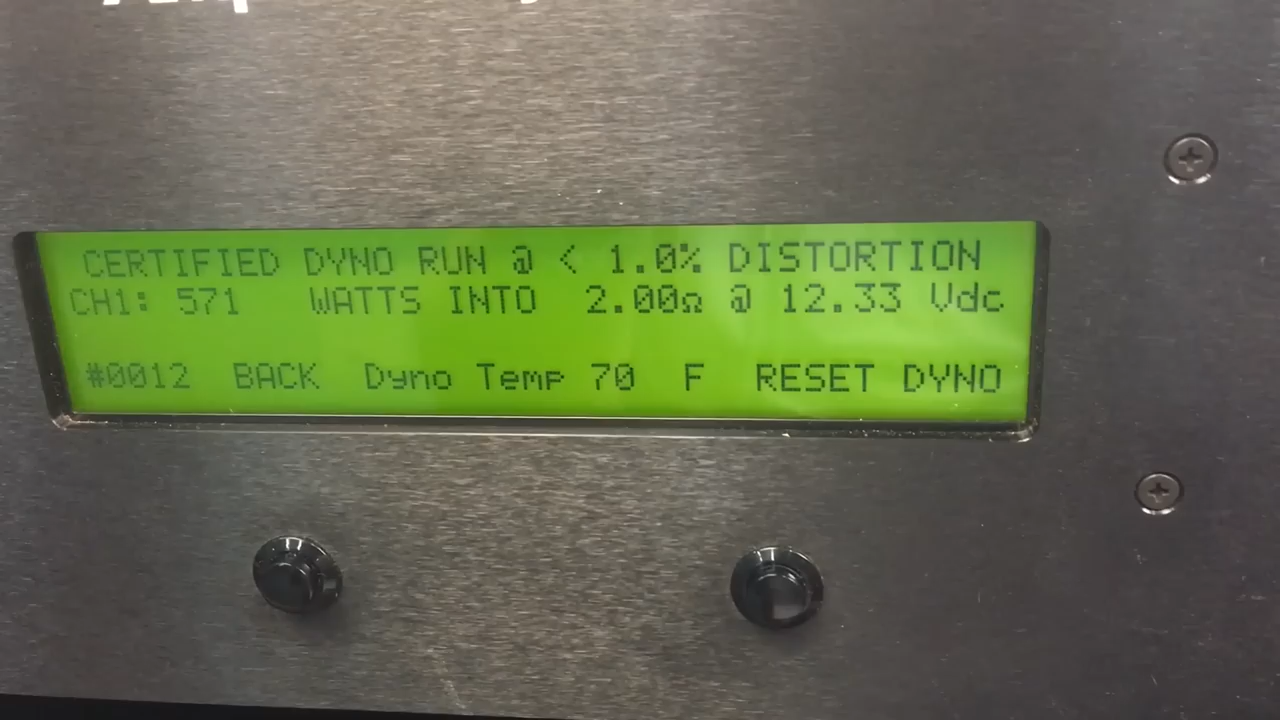 CERTIFIED DYNO RUN @ < 1.0% DISTORTION
CH1: 571 WATTS INTO 2.00Ω @ 12.33 Vdc
#0012 BACK Dyno Temp 70 F RESET DYNO